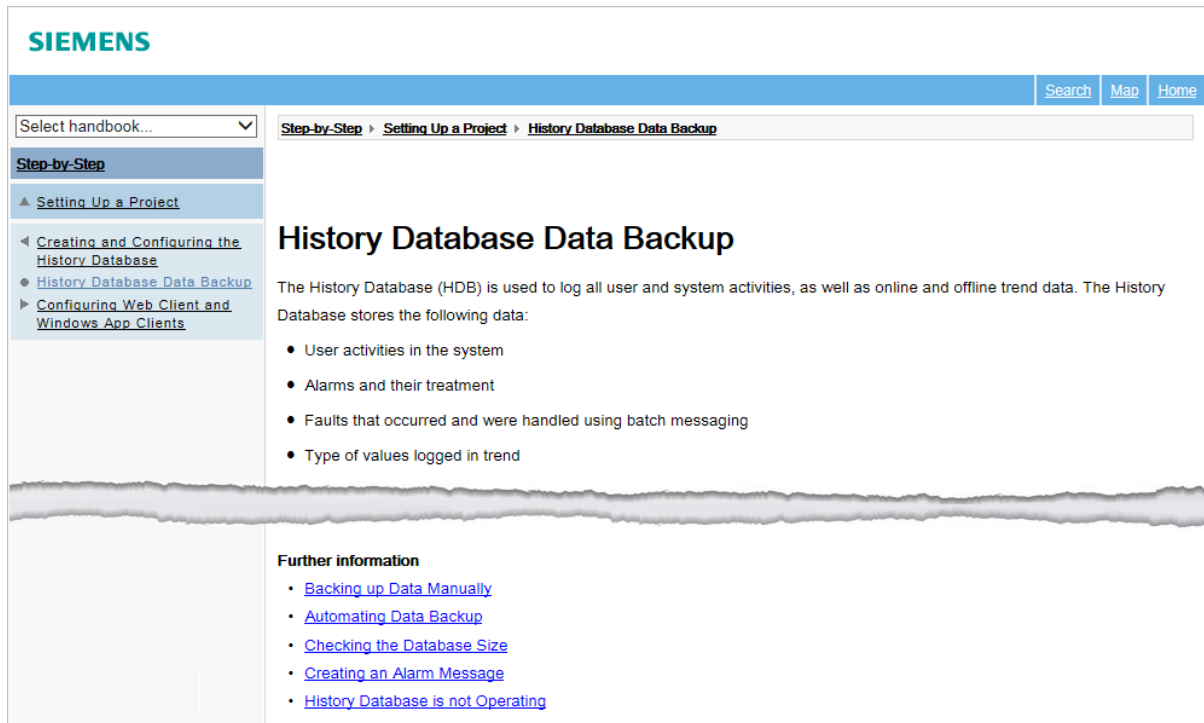 SIEMENS
Search Map Home
Select handbook...
Step-by-Step
Setting Up a Project
Creating and Configuring the
History Database
History Database Data Backup
Configuring Web Client and
Windows App Clients
Step-by-Step Setting Up a Project History Database Data Backup
History Database Data Backup
The History Database (HDB) is used to log all user and system activities, as well as online and offline trend data. The History
Database stores the following data:
User activities in the system
Alarms and their treatment
Faults that occurred and were handled using batch messaging
Type of values logged in trend
Further information
Backing up Data Manually
Automating Data Backup
Checking the Database Size
Creating an Alarm Message
History Database is not Operating